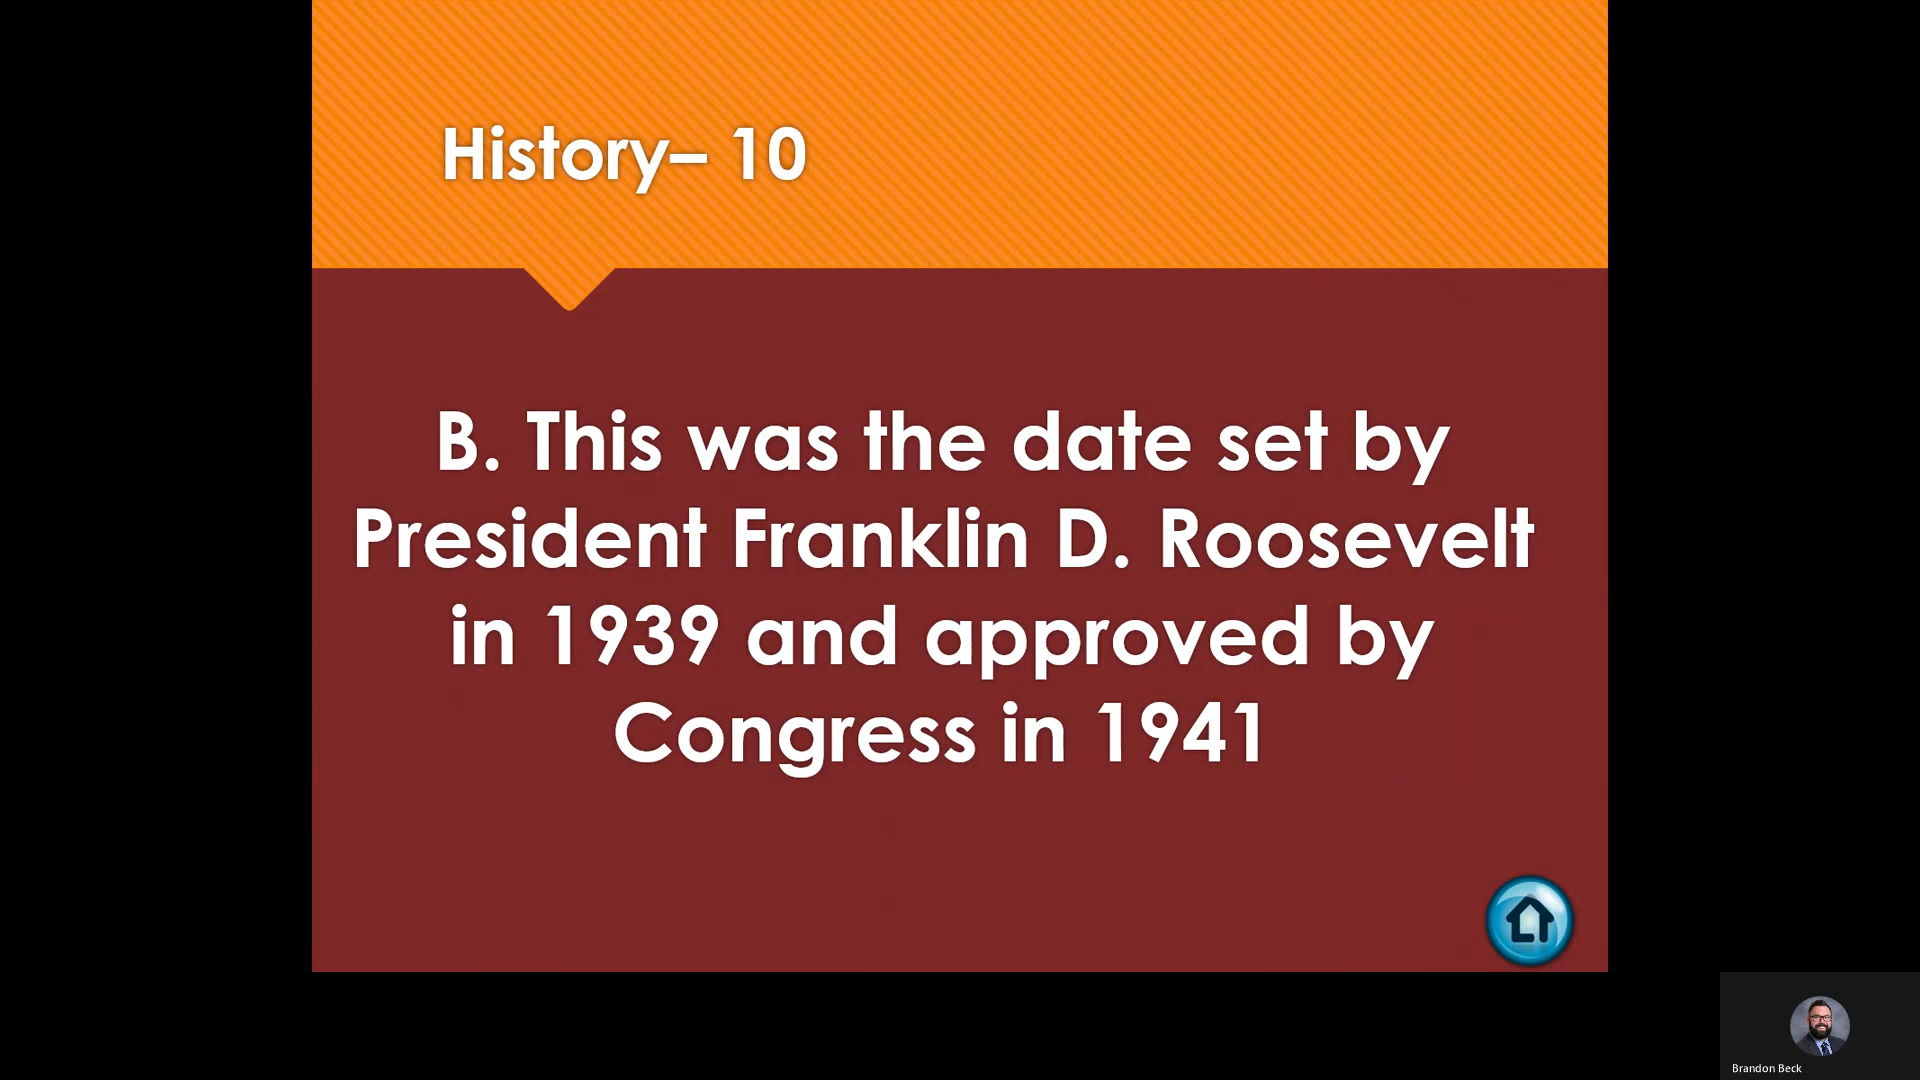 History– 10
B. This was the date set by
President Franklin D. Roosevelt
in 1939 and approved by
Congress in 1941
Brandon Beck